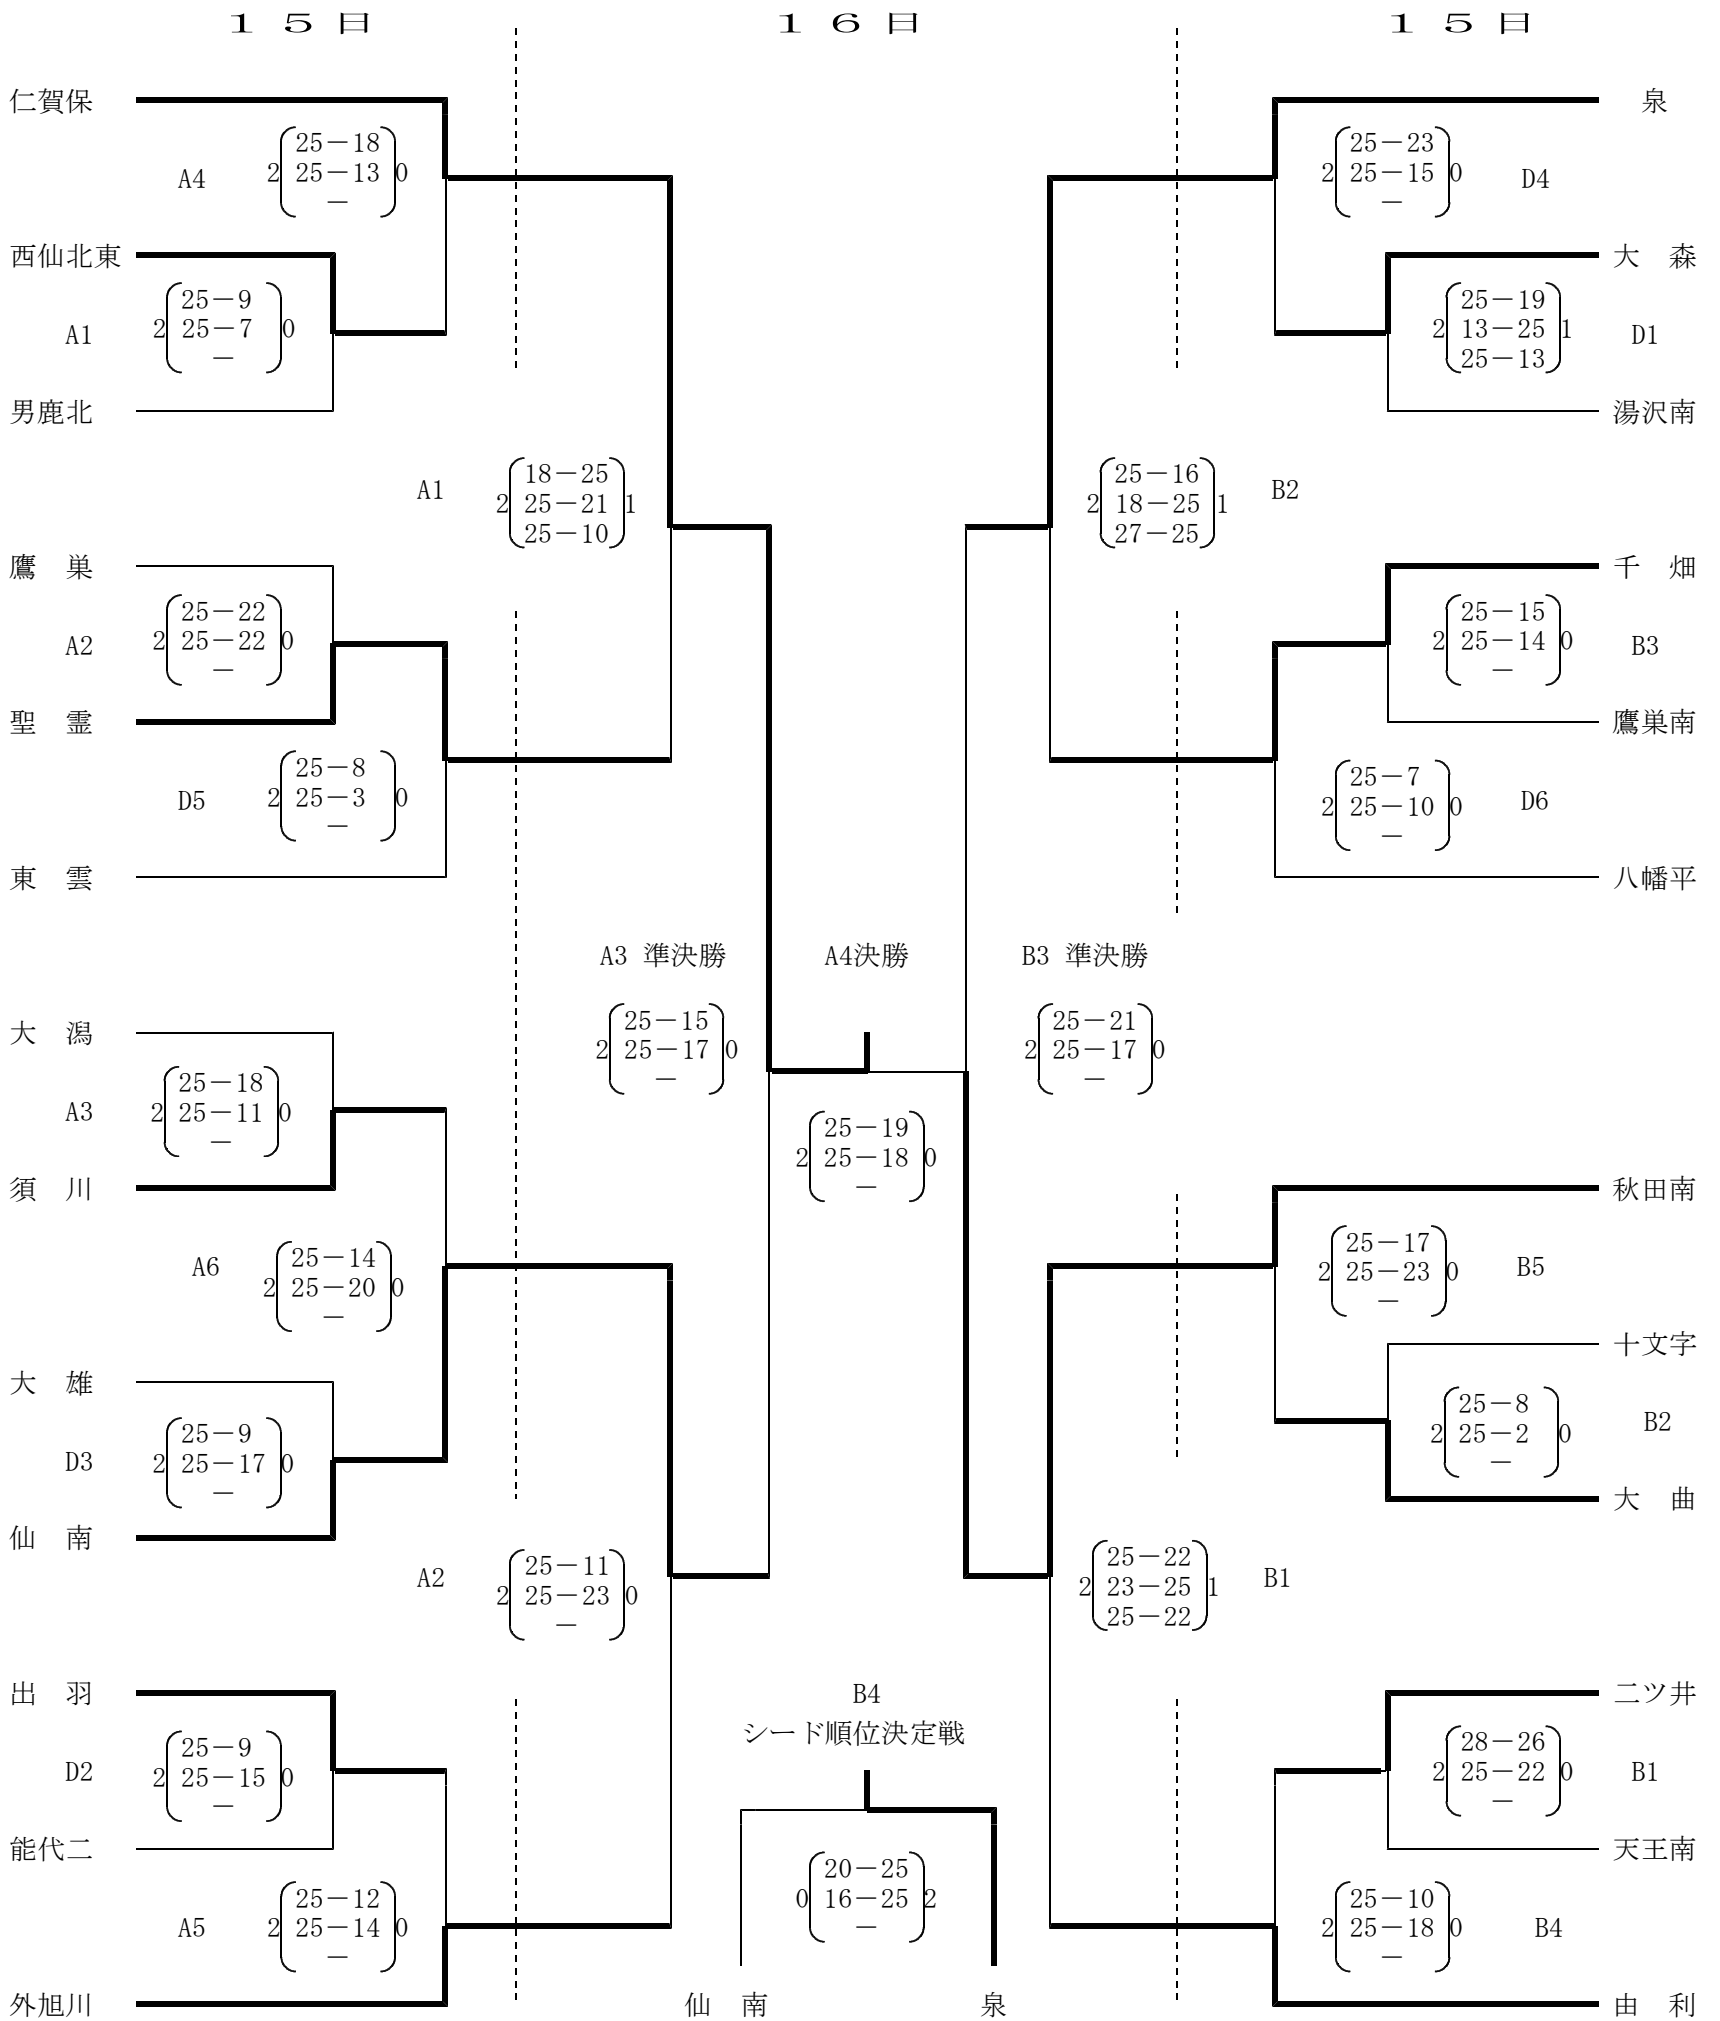 １５日　１６日　１５日
仁賀保　泉
25－18　25－23
A4　2 25－13 0　2 25－15 0　D4
－　－
西仙北東　大　森
25－9　25－19
A1　2 25－7 0　2 13－25 1　D1
－　25－13
男鹿北　湯沢南
18－25　25－16
A1　2 25－21 1　2 18－25 1　B2
25－10　27－25
鷹　巣　千　畑
25－22　25－15
A2　2 25－22 0　2 25－14 0　B3
－　－
聖　霊　鷹巣南
25－8　25－7
D5　2 25－3 0　2 25－10 0　D6
－　－
東　雲　八幡平
A3 準決勝　A4決勝　B3 準決勝
25－15　25－21
2 25－17 0　2 25－17 0
－　－
大　潟
25－18
A3　2 25－11 0
－
25－19
2 25－18 0
－
須　川　秋田南
25－14　25－17
A6　2 25－20 0　2 25－23 0　B5
－　－
大　雄　十文字
25－9　25－8
D3　2 25－17 0　2 25－2 0　B2
－　－
仙　南　大　曲
25－11　25－22
A2　2 25－23 0　2 23－25 1　B1
－　25－22
出　羽　二ツ井
25－9　28－26
D2　2 25－15 0　2 25－22 0　B1
－　－
B4
シード順位決定戦
能代二　天王南
25－12　20－25　25－10
A5　2 25－14 0　0 16－25 2　2 25－18 0　B4
－　－　－
外旭川　仙　南　泉　由　利